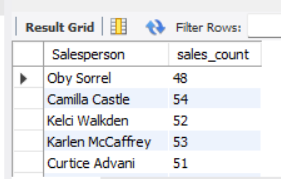 Result Grid Filter Rows:
Salesperson sales_count
Oby Sorrel 48
Camilla Castle 54
Kelci Walkden 52
Karlen McCaffrey 53
Curtice Advani 51